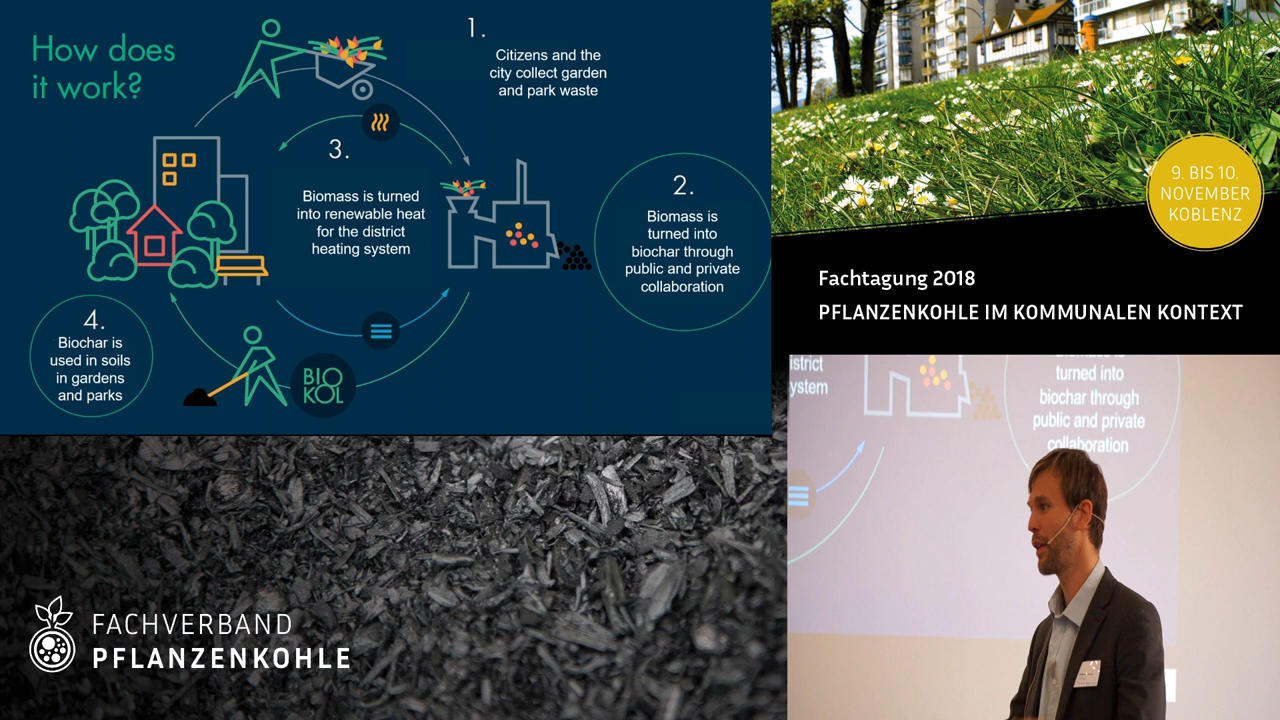 How does
it work?
1.
Citizens and the
city collect garden
and park waste
2.
Biomass is
turned into
biochar through
public and private
collaboration
3.
Biomass is turned
into renewable heat
for the district
heating system
4.
Biochar is
used in soils
in gardens
and parks
BIO
KOL
9. BIS 10.
NOVEMBER
KOBLENZ
Fachtagung 2018
PFLANZENKOHLE IM KOMMUNALEN KONTEXT
istrict
ystem
turned into
biochar through
public and private
collaboration
FACHVERBAND
PFLANZENKOHLE